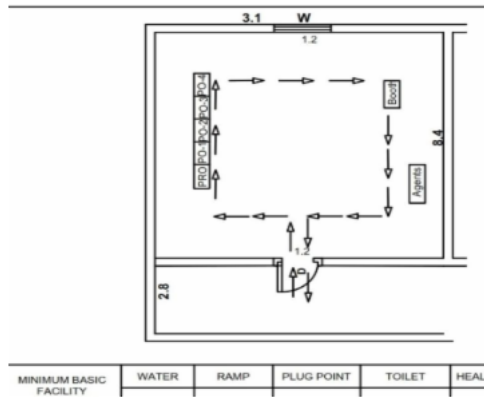 3.1 W
1.2
PO-4
PO-3
PO-2
PO-1
PRO
Booth
8.4
Agents
1.2
D
2.8
MINIMUM BASIC FACILITY WATER RAMP PLUG POINT TOILET HEAL